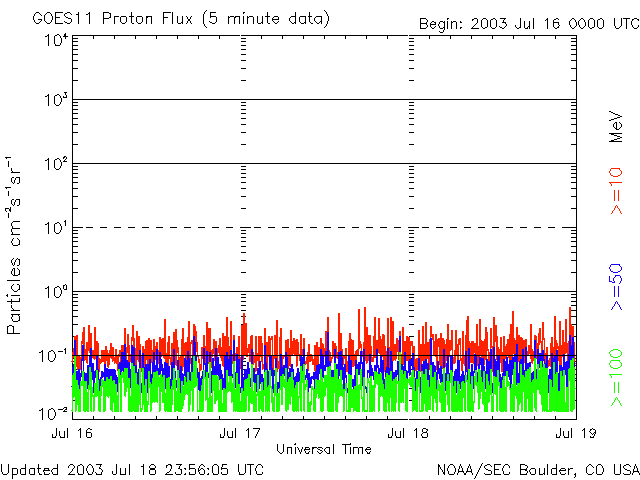 GOES11 Proton Flux (5 minute data)
Begin: 2003 Jul 16 0000 UTC
10⁴
10³
10²
10¹
10⁰
10⁻¹
10⁻²
Particles cm⁻²s⁻¹sr⁻¹
MeV
>=10
>=50
>=100
Jul 16
Jul 17
Jul 18
Jul 19
Universal Time
Updated 2003 Jul 18 23:56:05 UTC
NOAA/SEC Boulder, CO USA